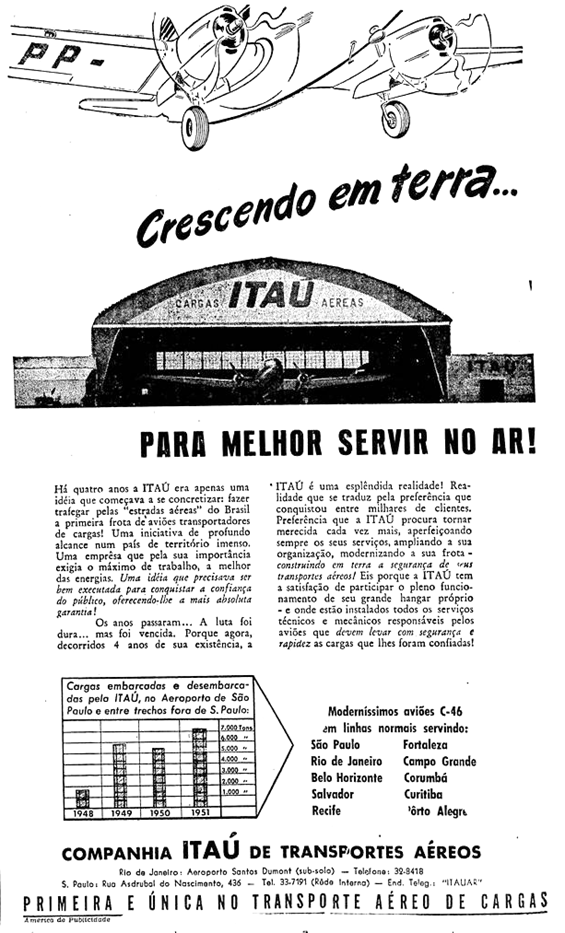 PP-
Crescendo em terra...
CARGAS ITAÚ AEREAS
ITAU
PARA MELHOR SERVIR NO AR!
Há quatro anos a ITAÚ era apenas uma
idéia que começava a se concretizar: fazer
trafegar pelas "estradas aéreas" do Brasil
a primeira frota de aviões transportadores
de cargas! Uma iniciativa de profundo
alcance num país de território imenso.
Uma emprêsa que pela sua importância
exigia o máximo de trabalho, a melhor
das energias. Uma idéia que precisava ser
bem executada para conquistar a confiança
do público, oferecendo-lhe a mais absoluta
garantia!
Os anos passaram... A luta foi
dura... mas foi vencida. Porque agora,
decorridos 4 anos de sua existência, a
ITAÚ é uma esplêndida realidade! Rea-
lidade que se traduz pela preferência que
conquistou entre milhares de clientes.
Preferência que a ITAÚ procura tornar
merecida cada vez mais, aperfeiçoando
sempre os seus serviços, ampliando a sua
organização, modernizando a sua frota -
construindo em terra a segurança de seus
transportes aéreos! Eis porque a ITAÚ tem
a satisfação de participar o pleno funcio-
namento de seu grande hangar próprio
- e onde estão instalados todos os serviços
técnicos e mecânicos responsáveis pelos
aviões que devem levar com segurança e
rapidez as cargas que lhes foram confiadas!
Cargas embarcadas e desembarca-
das pela ITAÚ, no Aeroporto de São
Paulo e entre trechos fora de S. Paulo:
7.000 Tons
6.000 "
5.000 "
4.000 "
3.000 "
2.000 "
1.000 "
1948 1949 1950 1951
Moderníssimos aviões C-46
em linhas normais servindo:
São Paulo Fortaleza
Rio de Janeiro Campo Grande
Belo Horizonte Corumbá
Salvador Curitiba
Recife Pôrto Alegre
COMPANHIA ITAÚ DE TRANSPORTES AÉREOS
Rio de Janeiro: Aeroporto Santos Dumont (sub-solo) — Telefone: 32-8418
S. Paulo: Rua Asdrubal do Nascimento, 436 - Tel. 33-7191 (Rêde Interna) — End. Teleg.: "ITAUAR"
PRIMEIRA E ÚNICA NO TRANSPORTE AÉREO DE CARGAS
América de Publicidade